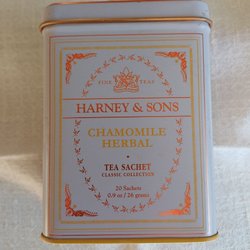 FINE TEAS
HARNEY & SONS
CHAMOMILE
HERBAL
TEA SACHET
CLASSIC COLLECTION
20 Sachets
0.9 oz / 26 grams